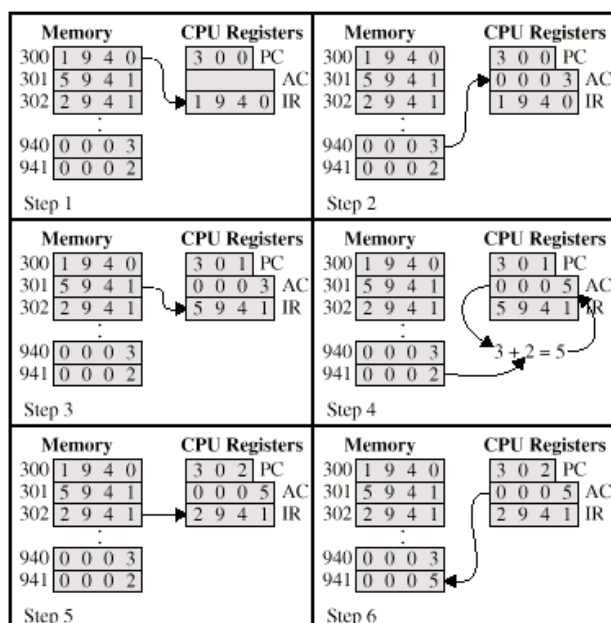 Memory CPU Registers
300 1 9 4 0 3 0 0 PC
301 5 9 4 1 AC
302 2 9 4 1 1 9 4 0 IR
940 0 0 0 3
941 0 0 0 2
Step 1
Memory CPU Registers
300 1 9 4 0 3 0 0 PC
301 5 9 4 1 0 0 0 3 AC
302 2 9 4 1 1 9 4 0 IR
940 0 0 0 3
941 0 0 0 2
Step 2
Memory CPU Registers
300 1 9 4 0 3 0 1 PC
301 5 9 4 1 0 0 0 3 AC
302 2 9 4 1 5 9 4 1 IR
940 0 0 0 3
941 0 0 0 2
Step 3
Memory CPU Registers
300 1 9 4 0 3 0 1 PC
301 5 9 4 1 0 0 0 5 AC
302 2 9 4 1 5 9 4 1 IR
940 0 0 0 3 3 + 2 = 5
941 0 0 0 2
Step 4
Memory CPU Registers
300 1 9 4 0 3 0 2 PC
301 5 9 4 1 0 0 0 5 AC
302 2 9 4 1 2 9 4 1 IR
940 0 0 0 3
941 0 0 0 2
Step 5
Memory CPU Registers
300 1 9 4 0 3 0 2 PC
301 5 9 4 1 0 0 0 5 AC
302 2 9 4 1 2 9 4 1 IR
940 0 0 0 3
941 0 0 0 5
Step 6